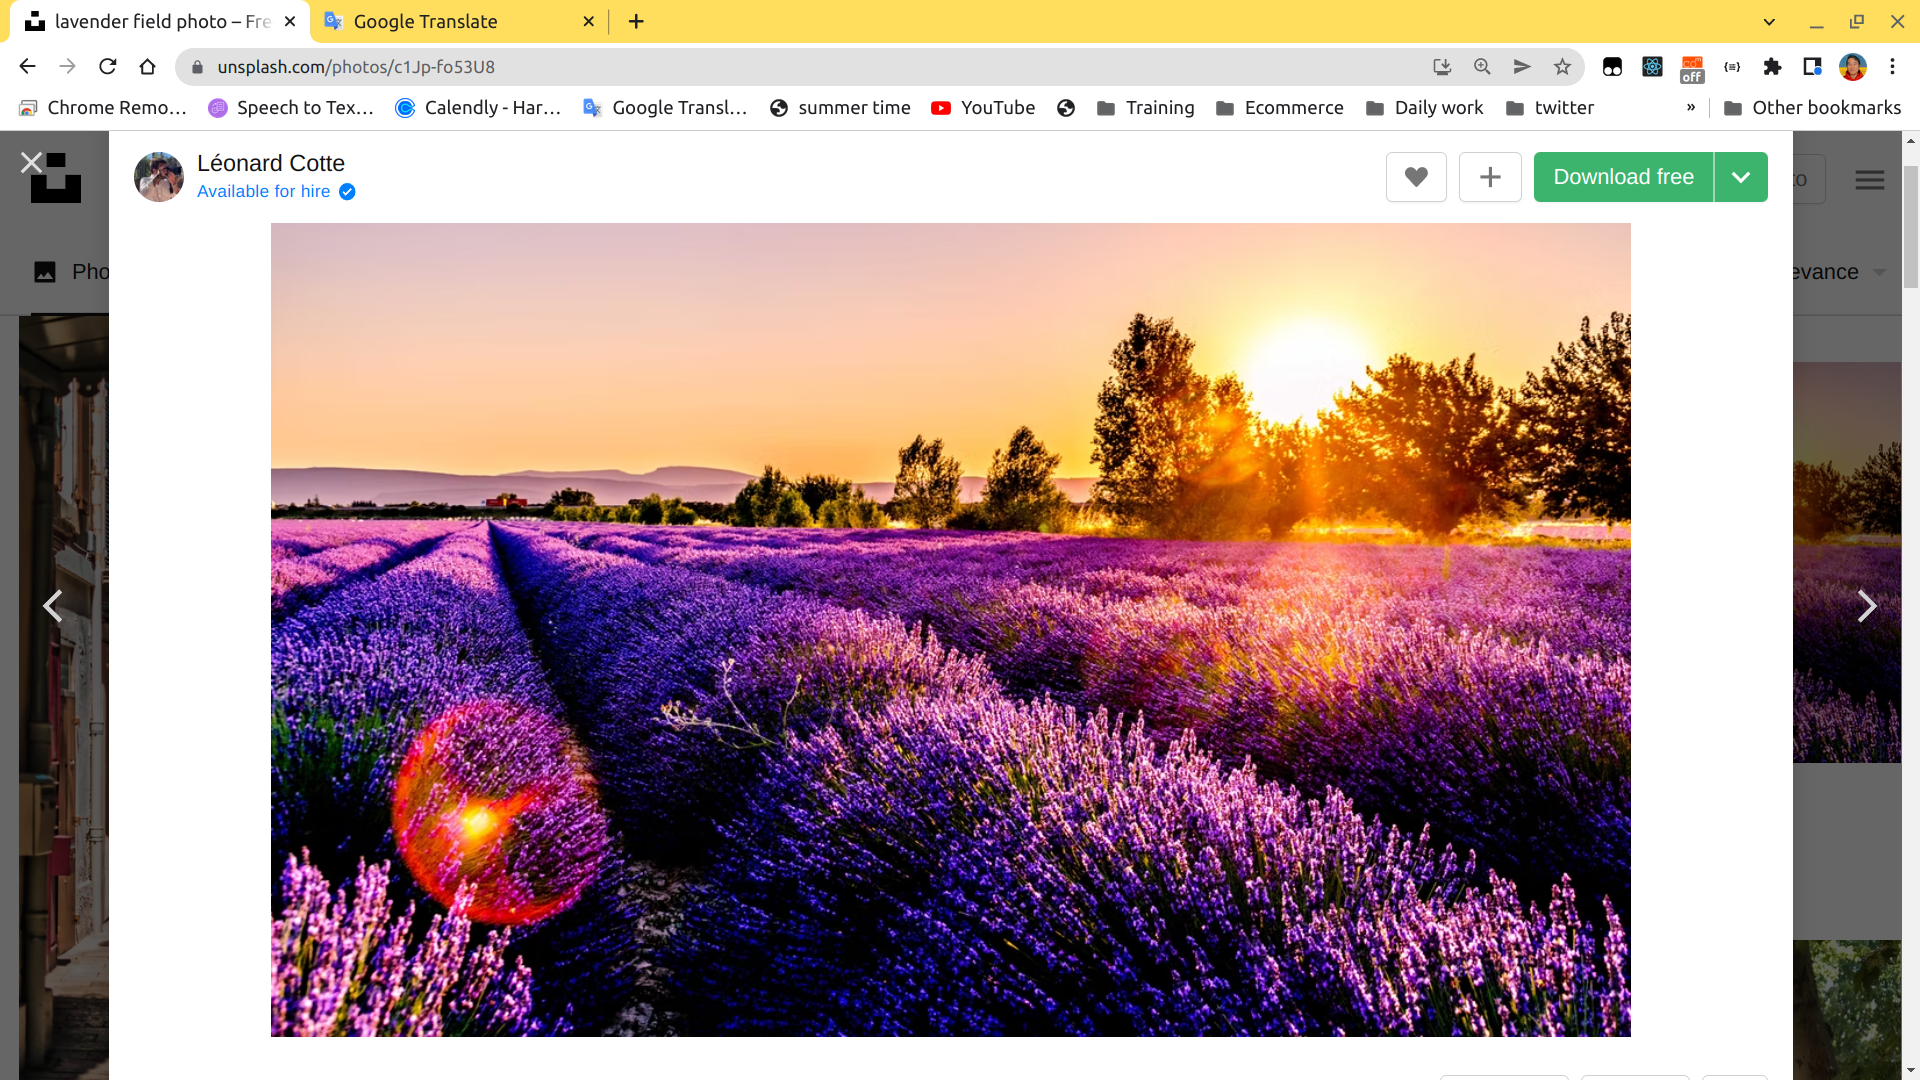 lavender field photo – Fre
Google Translate
unsplash.com/photos/c1Jp-fo53U8
off
Chrome Remo...
Speech to Tex...
Calendly - Har...
Google Transl...
summer time
YouTube
Training
Ecommerce
Daily work
twitter
»
Other bookmarks
Léonard Cotte
Available for hire
Download free
to
Pho
evance